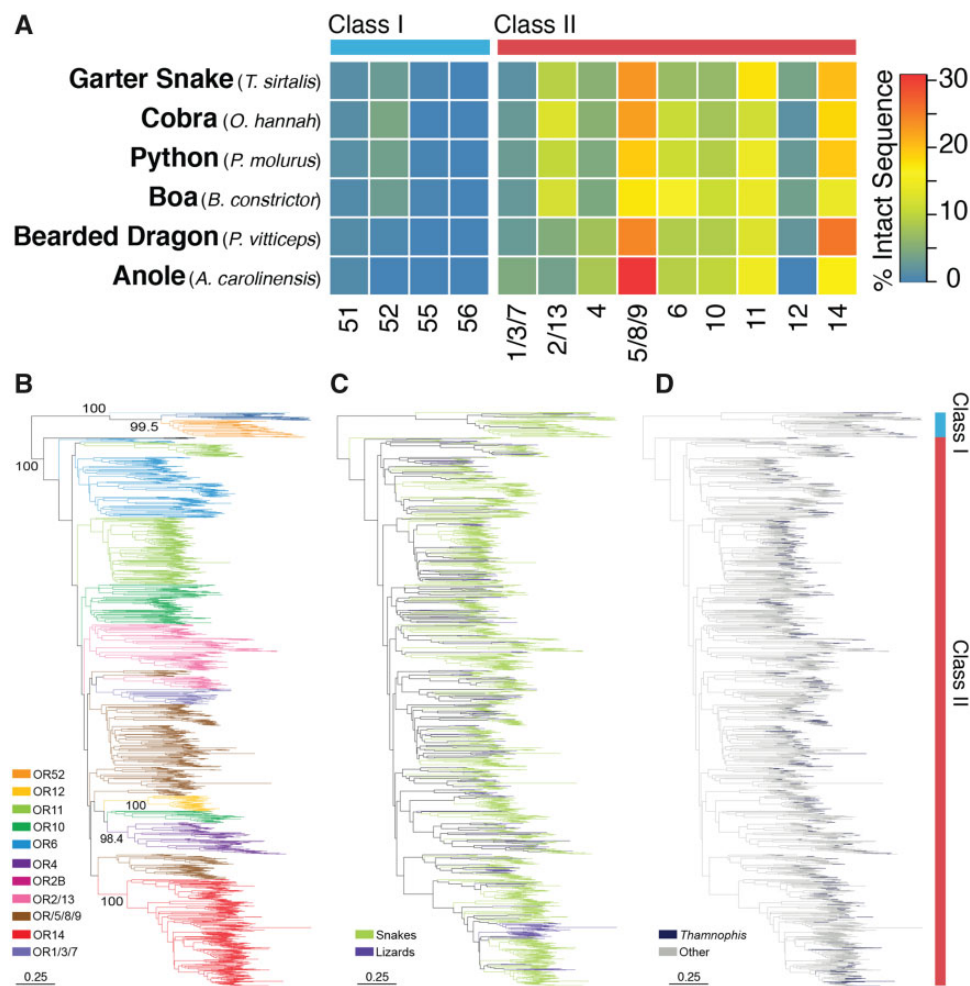 A
Class I
Class II
Garter Snake (T. sirtalis)
Cobra (O. hannah)
Python (P. molurus)
Boa (B. constrictor)
Bearded Dragon (P. vitticeps)
Anole (A. carolinensis)
51
52
55
56
1/3/7
2/13
4
5/8/9
6
10
11
12
14
% Intact Sequence
30
20
10
0
B
C
D
100
99.5
100
100
98.4
100
OR52
OR12
OR11
OR10
OR6
OR4
OR2B
OR2/13
OR/5/8/9
OR14
OR1/3/7
0.25
Snakes
Lizards
0.25
Thamnophis
Other
0.25
Class I
Class II